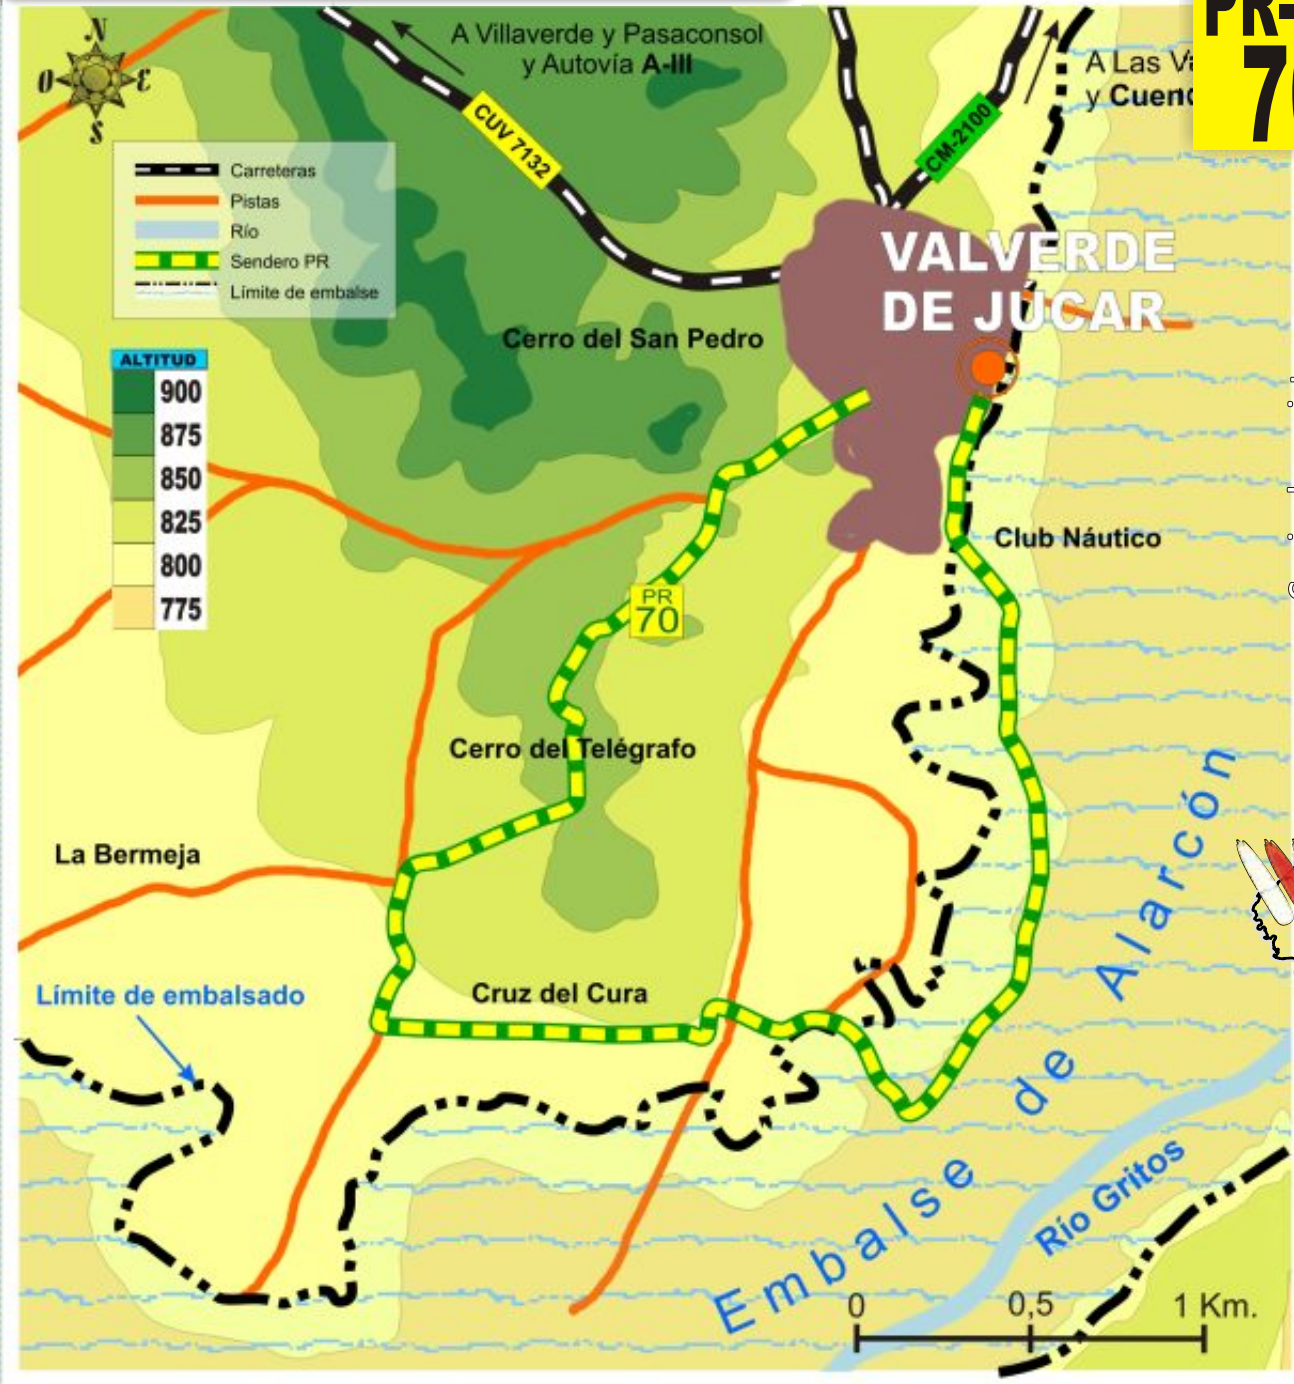 N
O
E
S
A Villaverde y Pasaconsol
y Autovía A-III
A Las
y
PR-
CUV 7132
CM-2100
Carreteras
Pistas
Río
Sendero PR
Límite de embalse
VALVERDE
DE JÚCAR
Cerro del San Pedro
ALTITUD
900
875
850
825
800
775
Club Náutico
PR
70
Cerro del Telégrafo
La Bermeja
Límite de embalsado
Cruz del Cura
Embalse de Alarcón
Río Gritos
0 0,5 1 Km.